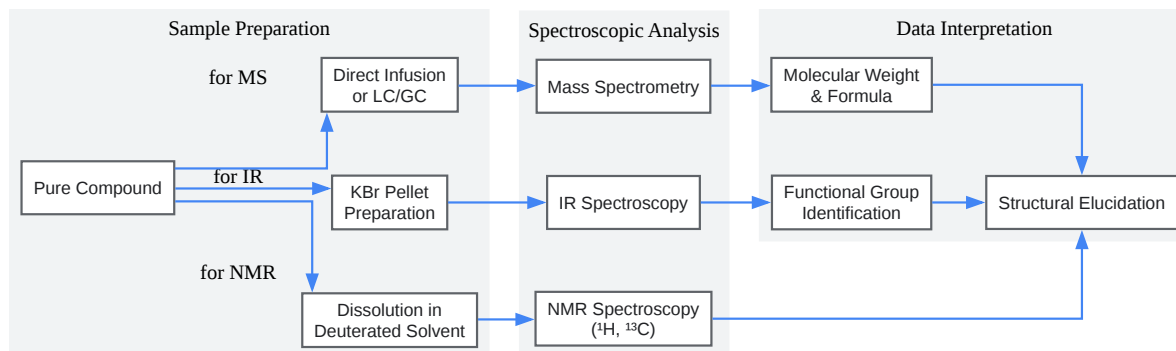 Sample Preparation
Spectroscopic Analysis
Data Interpretation
for MS
Direct Infusion
or LC/GC
Mass Spectrometry
Molecular Weight
& Formula
Pure Compound
for IR
KBr Pellet
Preparation
IR Spectroscopy
Functional Group
Identification
Structural Elucidation
for NMR
Dissolution in
Deuterated Solvent
NMR Spectroscopy
(¹H, ¹³C)